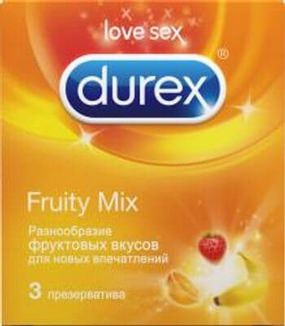 love sex
durex®
Fruity Mix
Разнообразие
фруктовых вкусов
для новых впечатлений
3 презерватива